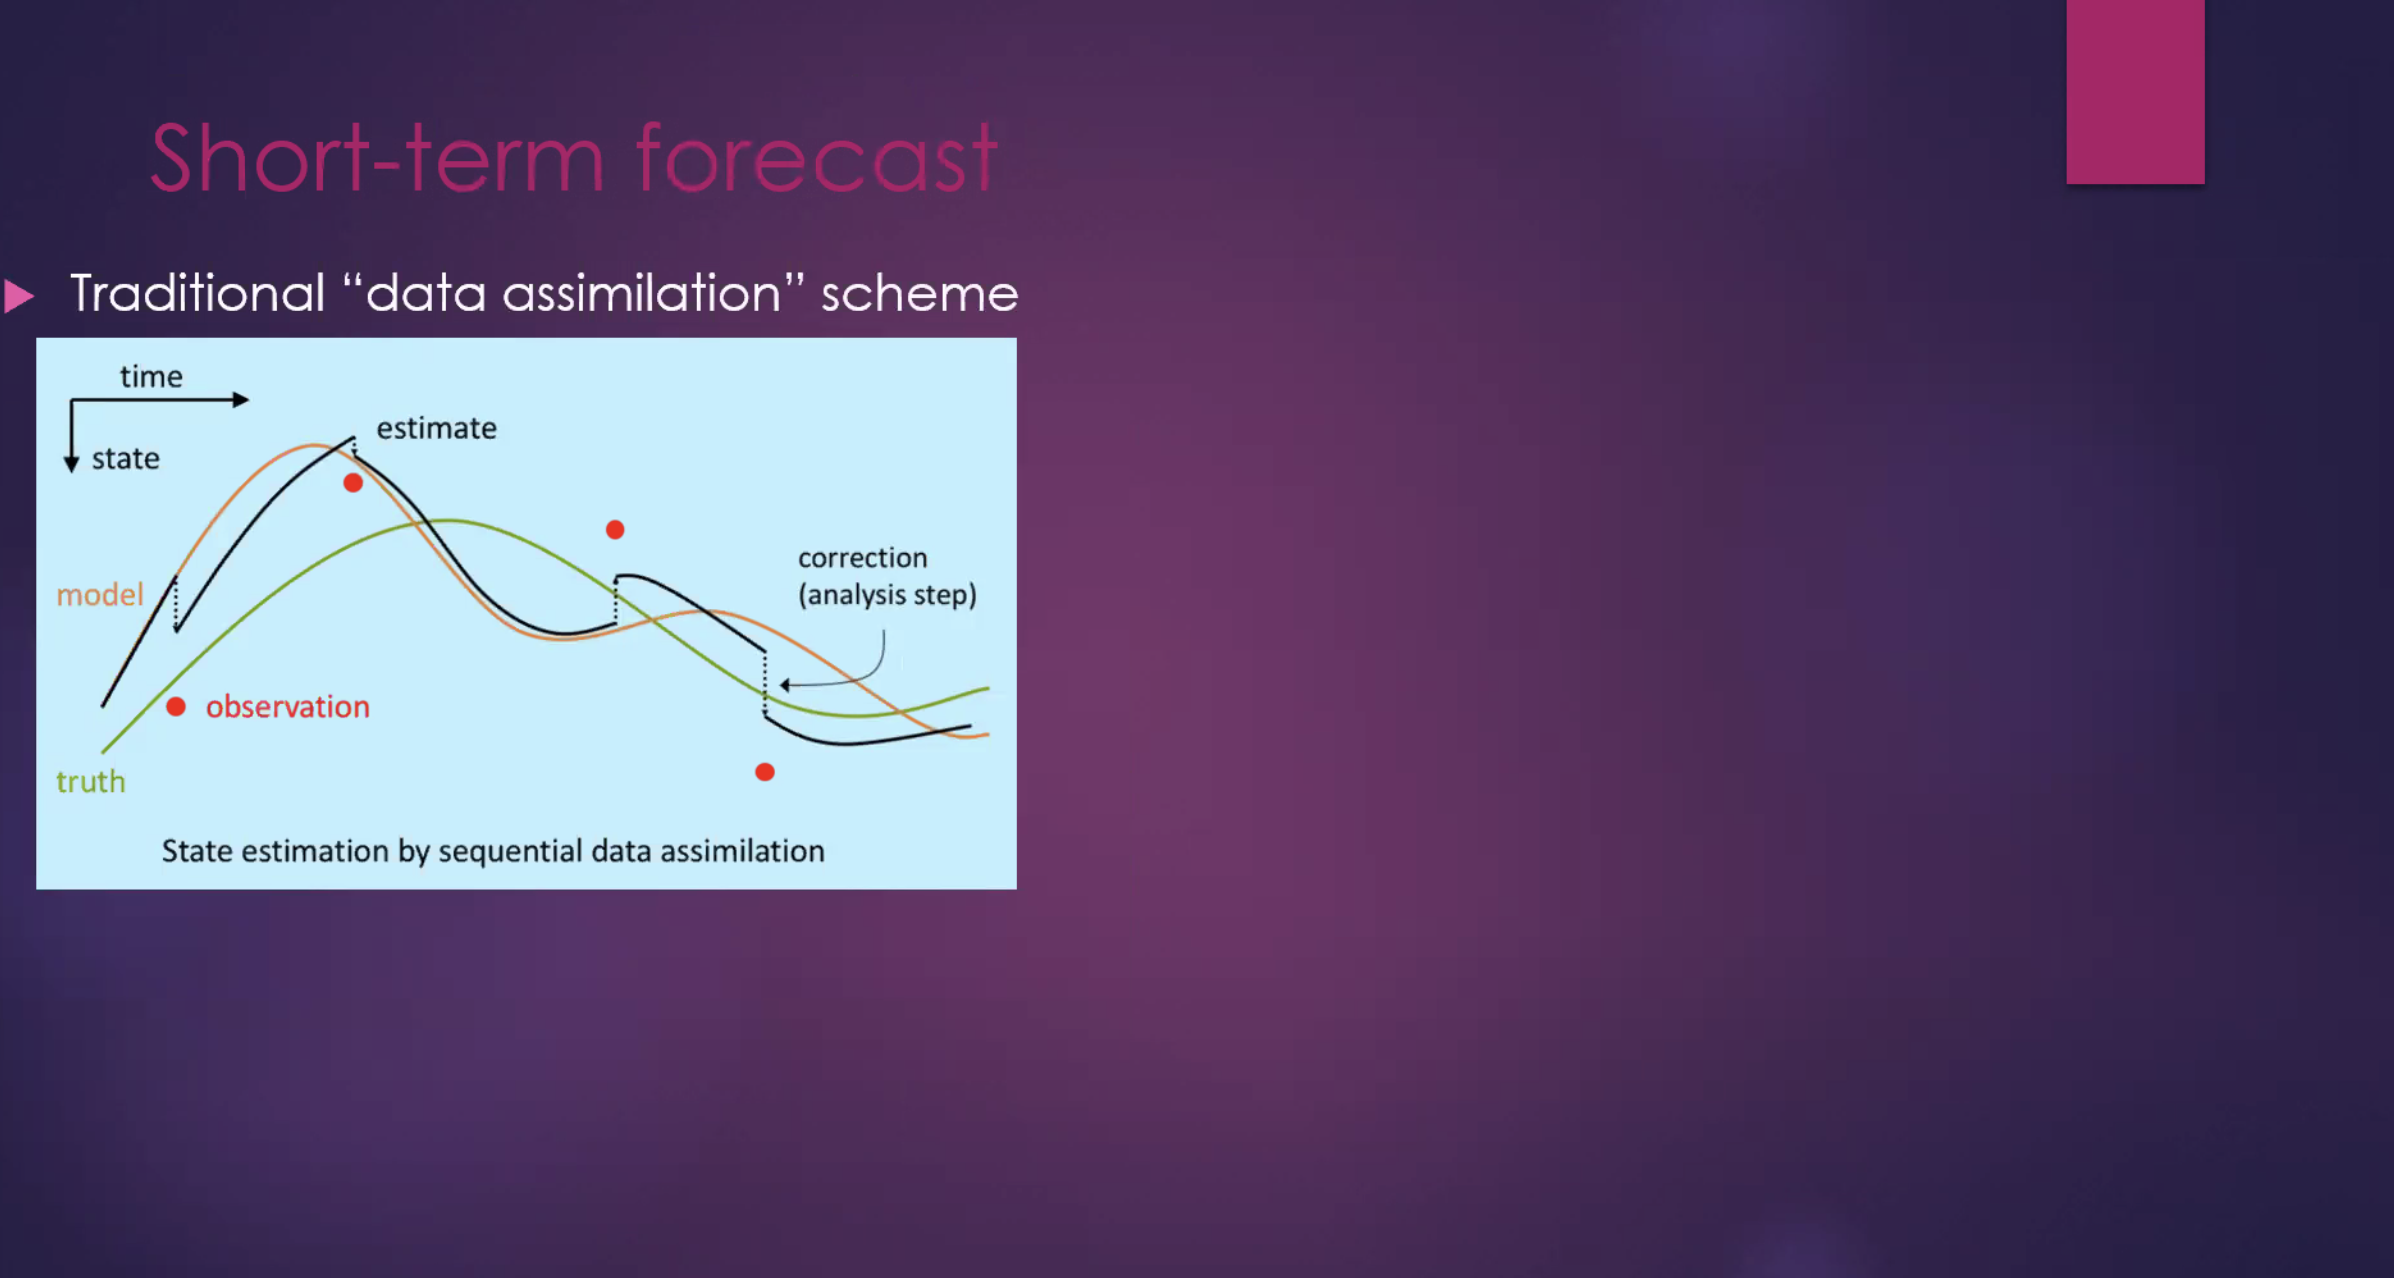 Short-term forecast
Traditional “data assimilation” scheme
time
state
estimate
model
observation
truth
correction
(analysis step)
State estimation by sequential data assimilation